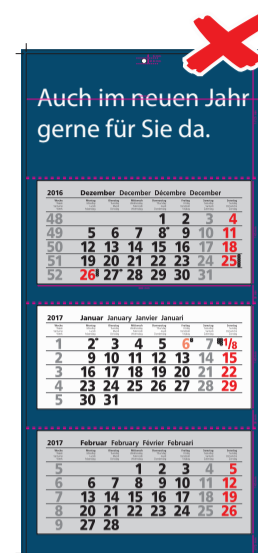 Auch im neuen Jahr
gerne für Sie da.
2016 Dezember December Décembre December
48 1 2 3 4
49 5 6 7 8 9 10 11
50 12 13 14 15 16 17 18
51 19 20 21 22 23 24 25
52 26 27 28 29 30 31
2017 Januar January Janvier Januari
1 2 3 4 5 6 7 1/8
2 9 10 11 12 13 14 15
3 16 17 18 19 20 21 22
4 23 24 25 26 27 28 29
5 30 31
2017 Februar February Février Februari
5 1 2 3 4 5
6 6 7 8 9 10 11 12
7 13 14 15 16 17 18 19
8 20 21 22 23 24 25 26
9 27 28